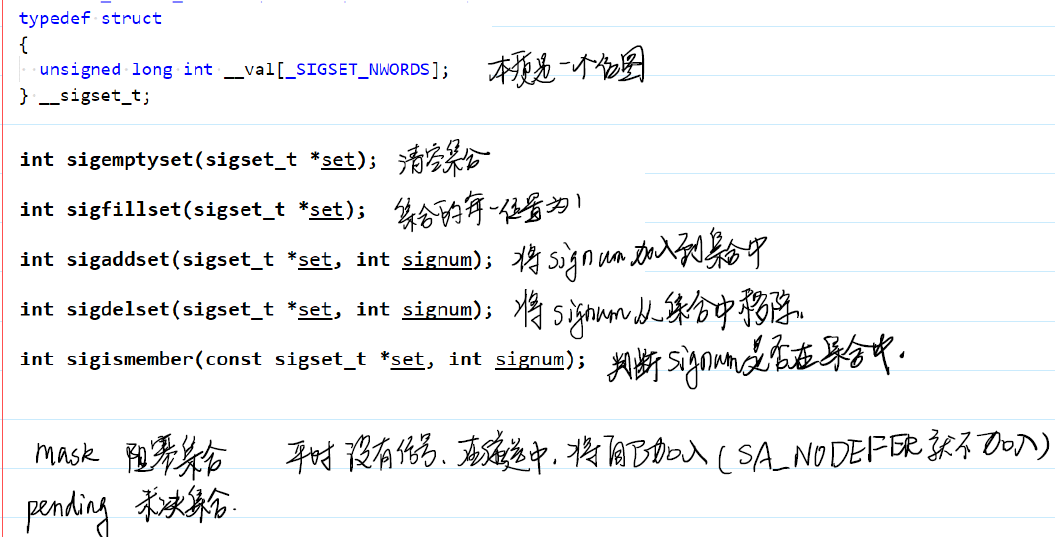 typedef struct
{
unsigned long int __val[_SIGSET_NWORDS]; 本质是一个位图
} __sigset_t;
int sigemptyset(sigset_t *set); 清空集合
int sigfillset(sigset_t *set); 集合的每一位置为1
int sigaddset(sigset_t *set, int signum); 将signum加入到集合中
int sigdelset(sigset_t *set, int signum); 将signum从集合中移除.
int sigismember(const sigset_t *set, int signum); 判断signum是否在集合中.
mask 阻塞集合 平时没有信号、在递送中,将自己加入(SA_NODEFER就不加入)
pending 未决集合.